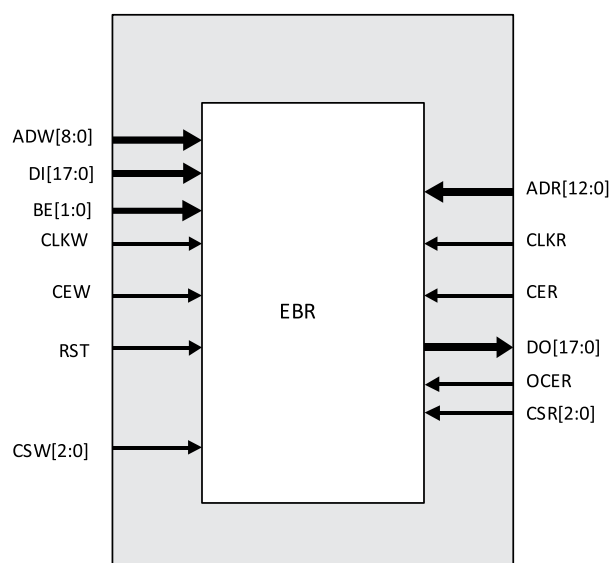 ADW[8:0]
DI[17:0]
BE[1:0]
CLKW
CEW
RST
CSW[2:0]
EBR
ADR[12:0]
CLKR
CER
DO[17:0]
OCER
CSR[2:0]